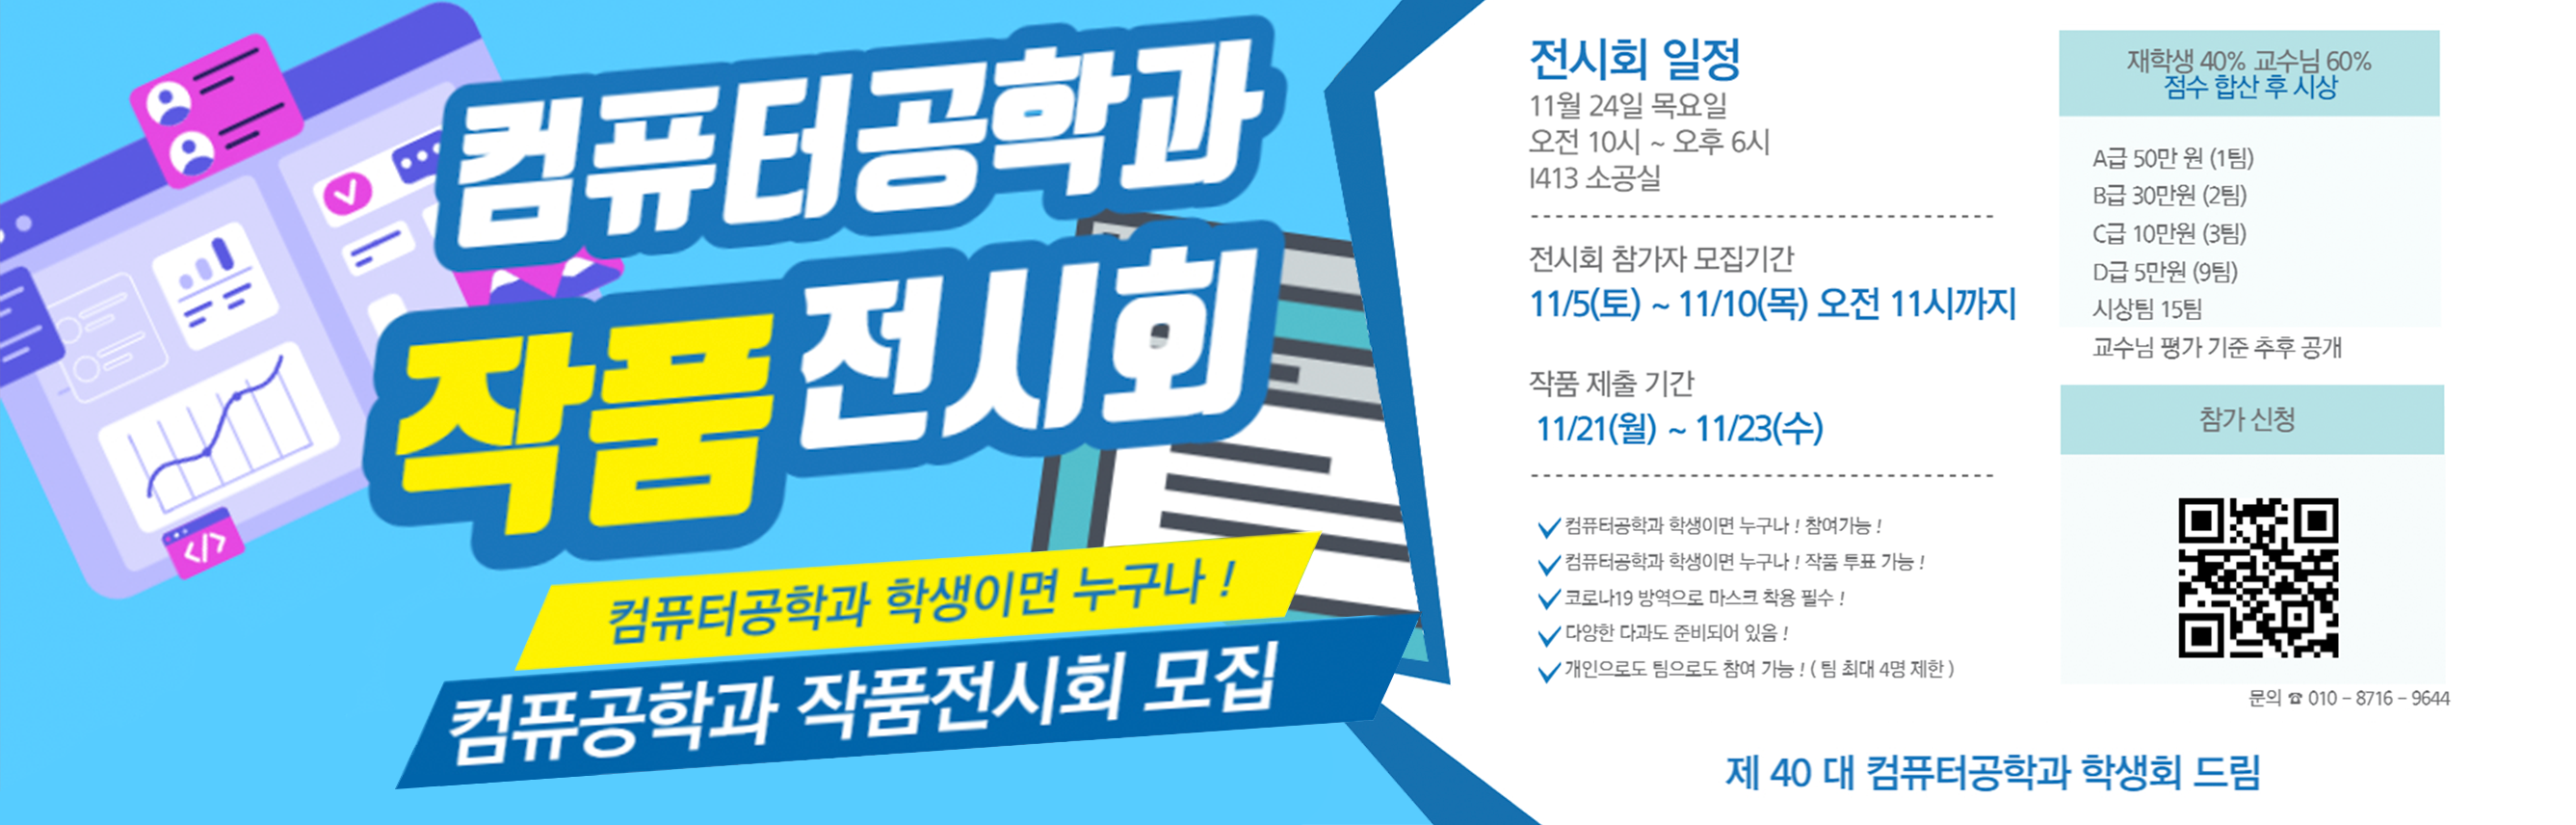 컴퓨터공학과
작품전시회
컴퓨터공학과 학생이면 누구나 !
컴퓨공학과 작품전시회 모집
전시회 일정
11월 24일 목요일
오전 10시 ~ 오후 6시
I413 소공실
전시회 참가자 모집기간
11/5(토) ~ 11/10(목) 오전 11시까지
작품 제출 기간
11/21(월) ~ 11/23(수)
컴퓨터공학과 학생이면 누구나 ! 참여가능 !
컴퓨터공학과 학생이면 누구나 ! 작품 투표 가능 !
코로나19 방역으로 마스크 착용 필수 !
다양한 다과도 준비되어 있음 !
개인으로도 팀으로도 참여 가능 ! ( 팀 최대 4명 제한 )
재학생 40% 교수님 60%
점수 합산 후 시상
A급 50만 원 (1팀)
B급 30만원 (2팀)
C급 10만원 (3팀)
D급 5만원 (9팀)
시상팀 15팀
교수님 평가 기준 추후 공개
참가 신청
문의 ☎ 010 - 8716 - 9644
제 40 대 컴퓨터공학과 학생회 드림